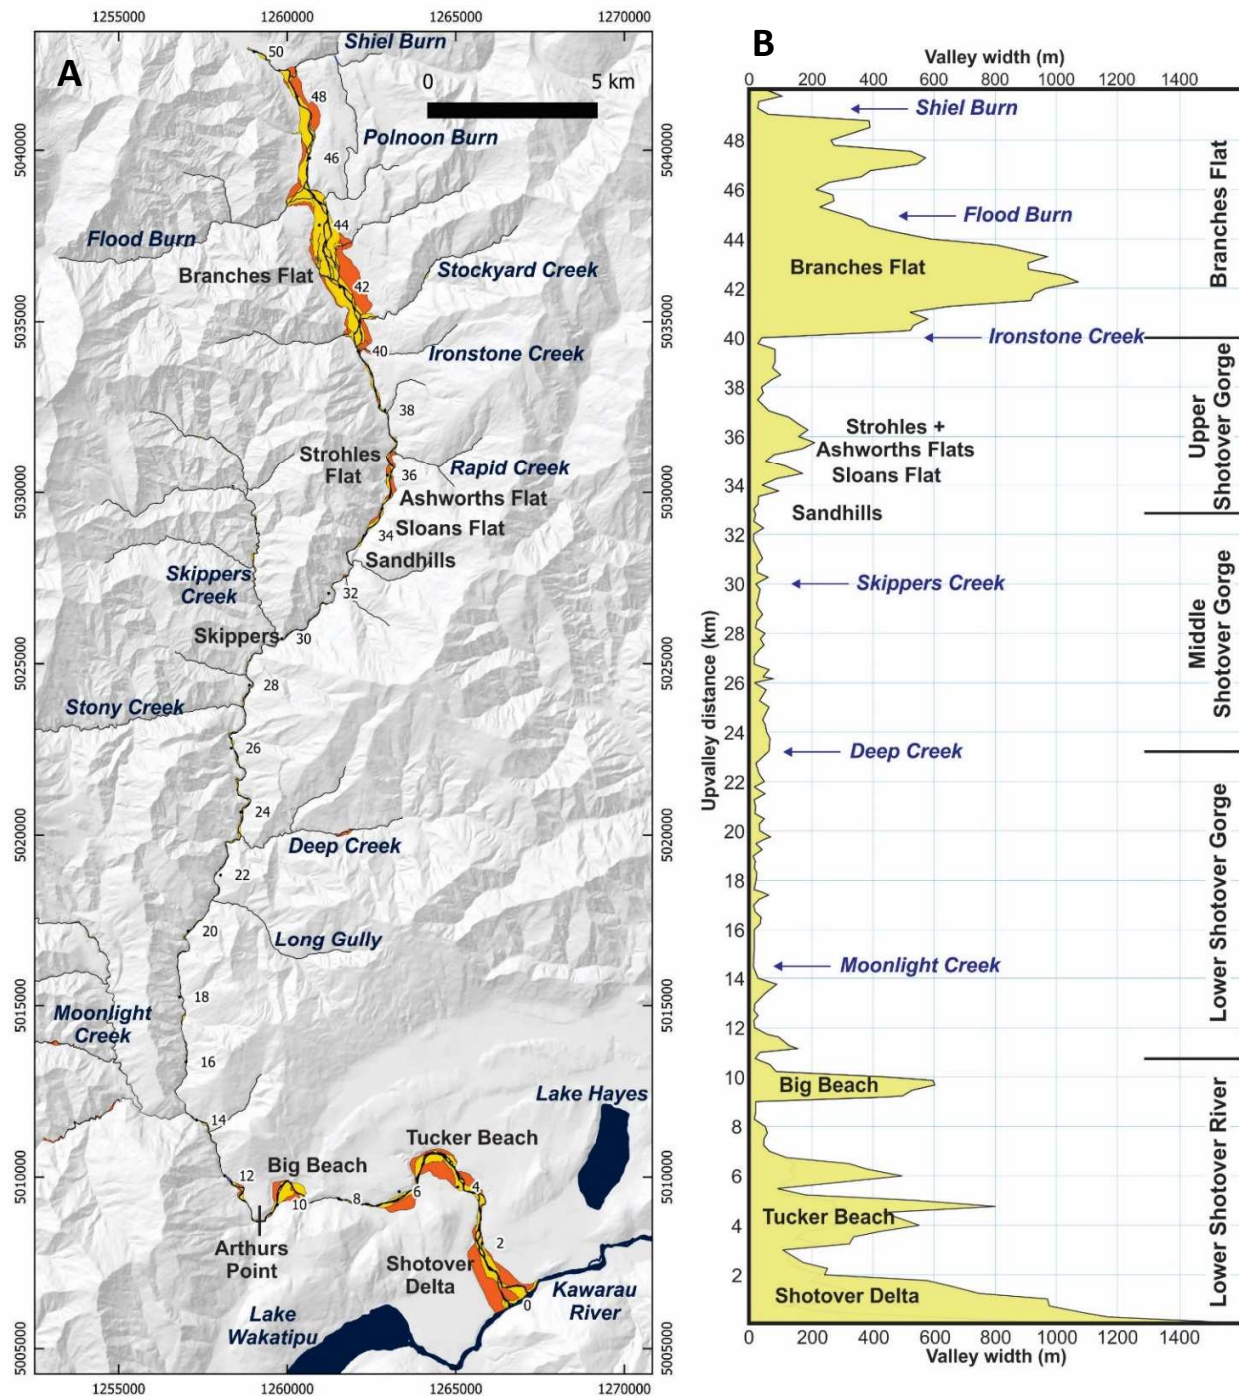 A
1255000
1260000
1265000
1270000
50
Shiel Burn
0
5 km
48
Polnoon Burn
46
5040000
5040000
44
Flood Burn
Branches Flat
Stockyard Creek
42
5035000
5035000
40
Ironstone Creek
38
Strohles
Flat
Rapid Creek
36
5030000
5030000
Ashworths Flat
34
Sloans Flat
Sandhills
Skippers
Creek
32
Skippers
30
5025000
5025000
28
Stony Creek
26
24
5020000
5020000
Deep Creek
22
20
Long Gully
18
5015000
5015000
Moonlight
Creek
16
14
Lake Hayes
Tucker Beach
12
Big Beach
5010000
5010000
10
8
6
4
Arthurs
Point
2
Shotover
Delta
Kawarau
River
0
Lake
Wakatipu
5005000
5005000
1255000
1260000
1265000
1270000
B
Valley width (m)
0
200
400
600
800
1000
1200
1400
Shiel Burn
48
46
Flood Burn
44
Branches Flat
42
Branches Flat
40
Ironstone Creek
38
36
Strohles +
Ashworths Flats
Sloans Flat
34
Upper
Shotover Gorge
Sandhills
32
30
Skippers Creek
28
26
Middle
Shotover Gorge
24
Deep Creek
22
20
18
16
Moonlight Creek
14
12
Lower Shotover Gorge
10
Big Beach
8
6
4
Tucker Beach
2
Shotover Delta
Lower Shotover River
Upvalley distance (km)
0
200
400
600
800
1000
1200
1400
Valley width (m)